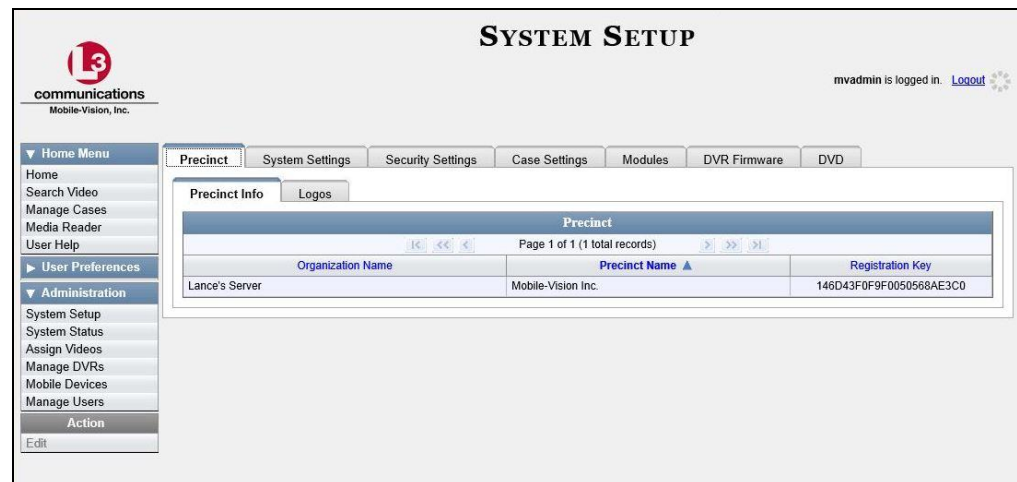 SYSTEM SETUP
L3
communications
Mobile-Vision, Inc.
mvadmin is logged in. Logout
▼ Home Menu
Home
Search Video
Manage Cases
Media Reader
User Help
▶ User Preferences
▼ Administration
System Setup
System Status
Assign Videos
Manage DVRs
Mobile Devices
Manage Users
Action
Edit
Precinct System Settings Security Settings Case Settings Modules DVR Firmware DVD
Precinct Info Logos
Precinct
Page 1 of 1 (1 total records)
Organization Name Precinct Name ▲ Registration Key
Lance's Server Mobile-Vision Inc. 146D43F0F9F0050568AE3C0